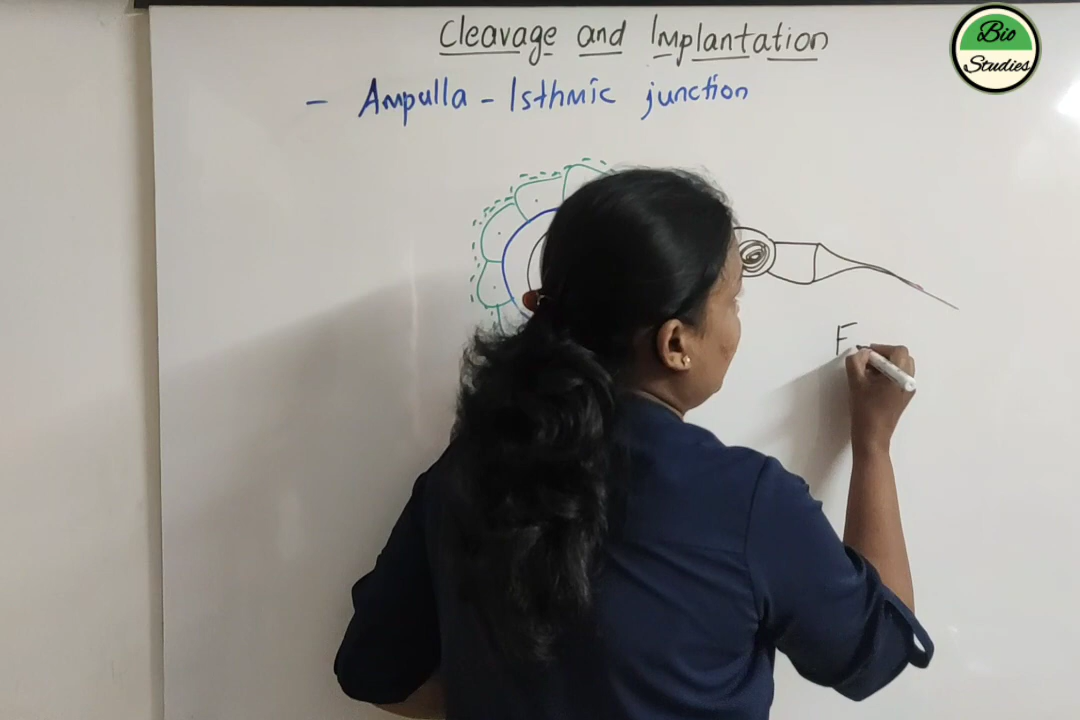 Cleavage and Implantation
Bio
Studies
- Ampulla - Isthmic junction
F